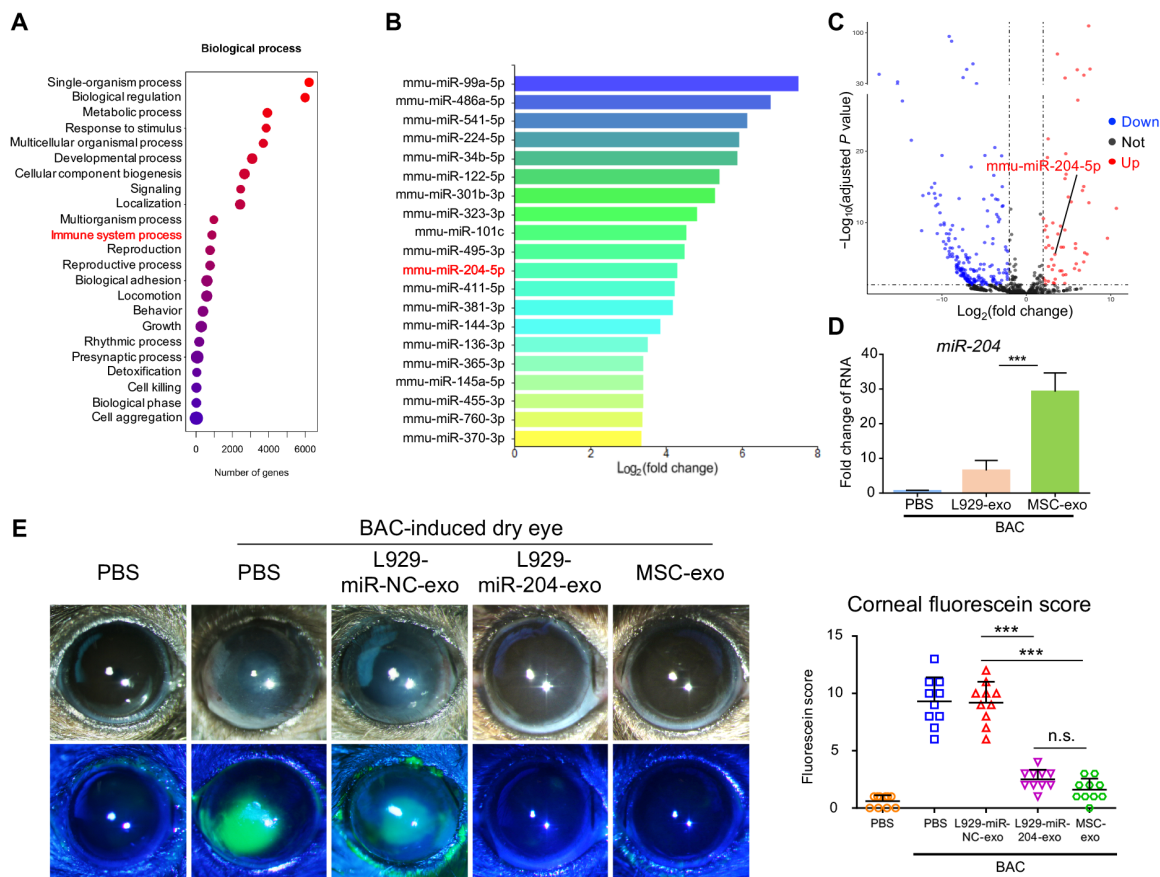 A
Biological process
Single-organism process
Biological regulation
Metabolic process
Response to stimulus
Multicellular organismal process
Developmental process
Cellular component biogenesis
Signaling
Localization
Multiorganism process
Immune system process
Reproduction
Reproductive process
Biological adhesion
Locomotion
Behavior
Growth
Rhythmic process
Presynaptic process
Detoxification
Cell killing
Biological phase
Cell aggregation
0 2000 4000 6000
Number of genes
B
mmu-miR-99a-5p
mmu-miR-486a-5p
mmu-miR-541-5p
mmu-miR-224-5p
mmu-miR-34b-5p
mmu-miR-122-5p
mmu-miR-301b-3p
mmu-miR-323-3p
mmu-miR-101c
mmu-miR-495-3p
mmu-miR-204-5p
mmu-miR-411-5p
mmu-miR-381-3p
mmu-miR-144-3p
mmu-miR-136-3p
mmu-miR-365-3p
mmu-miR-145a-5p
mmu-miR-455-3p
mmu-miR-760-3p
mmu-miR-370-3p
0 2 4 6 8
Log2(fold change)
C
−Log10(adjusted P value)
100
30
20
10
mmu-miR-204-5p
Down
Not
Up
−10 0 10
Log2(fold change)
D
miR-204
Fold change of RNA
40
30
20
10
0
***
PBS L929-exo MSC-exo
BAC
E
BAC-induced dry eye
PBS PBS L929-miR-NC-exo L929-miR-204-exo MSC-exo
Corneal fluorescein score
Fluorescein score
15
10
5
0
***
***
n.s.
PBS PBS L929-miR-NC-exo L929-miR-204-exo MSC-exo
BAC